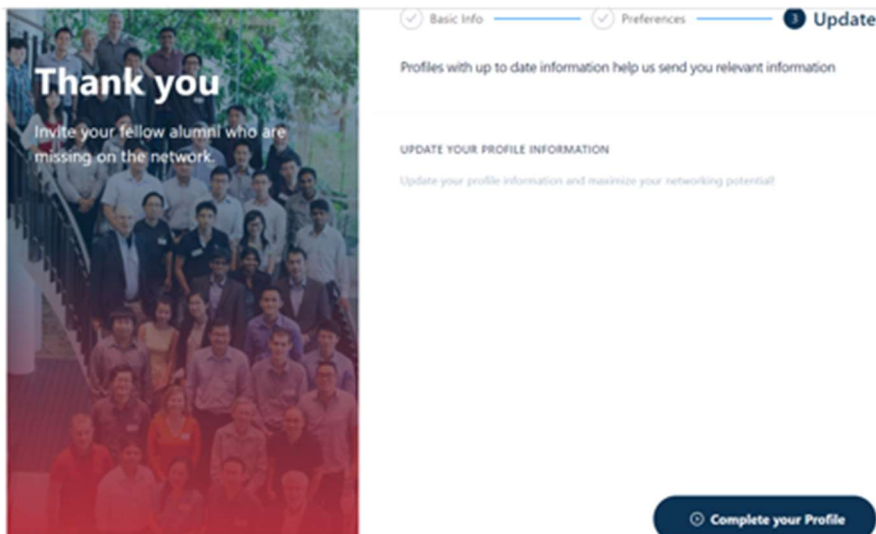 Thank you
Invite your fellow alumni who are
missing on the network.
Basic Info
Preferences
3 Update
Profiles with up to date information help us send you relevant information
UPDATE YOUR PROFILE INFORMATION
Update your profile information and maximize your networking potential!
Complete your Profile